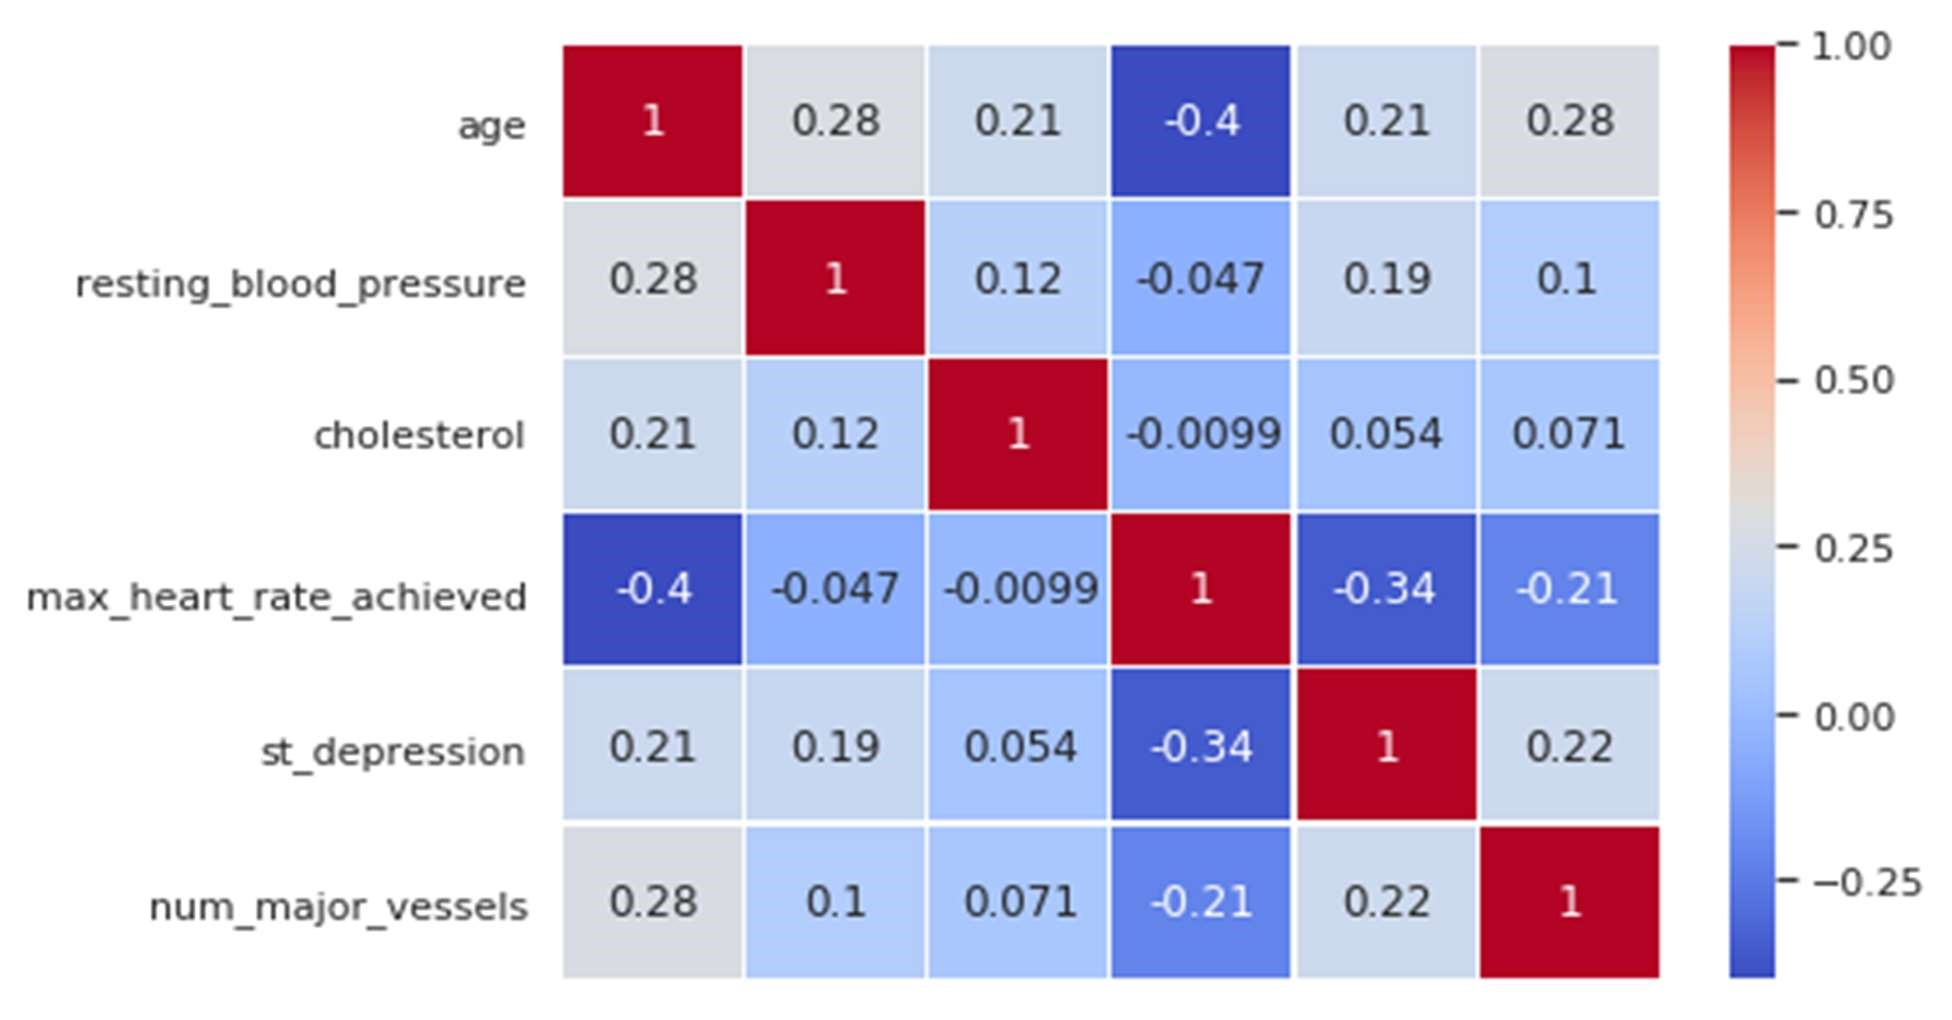 age 1 0.28 0.21 -0.4 0.21 0.28
resting_blood_pressure 0.28 1 0.12 -0.047 0.19 0.1
cholesterol 0.21 0.12 1 -0.0099 0.054 0.071
max_heart_rate_achieved -0.4 -0.047 -0.0099 1 -0.34 -0.21
st_depression 0.21 0.19 0.054 -0.34 1 0.22
num_major_vessels 0.28 0.1 0.071 -0.21 0.22 1
1.00
0.75
0.50
0.25
0.00
−0.25